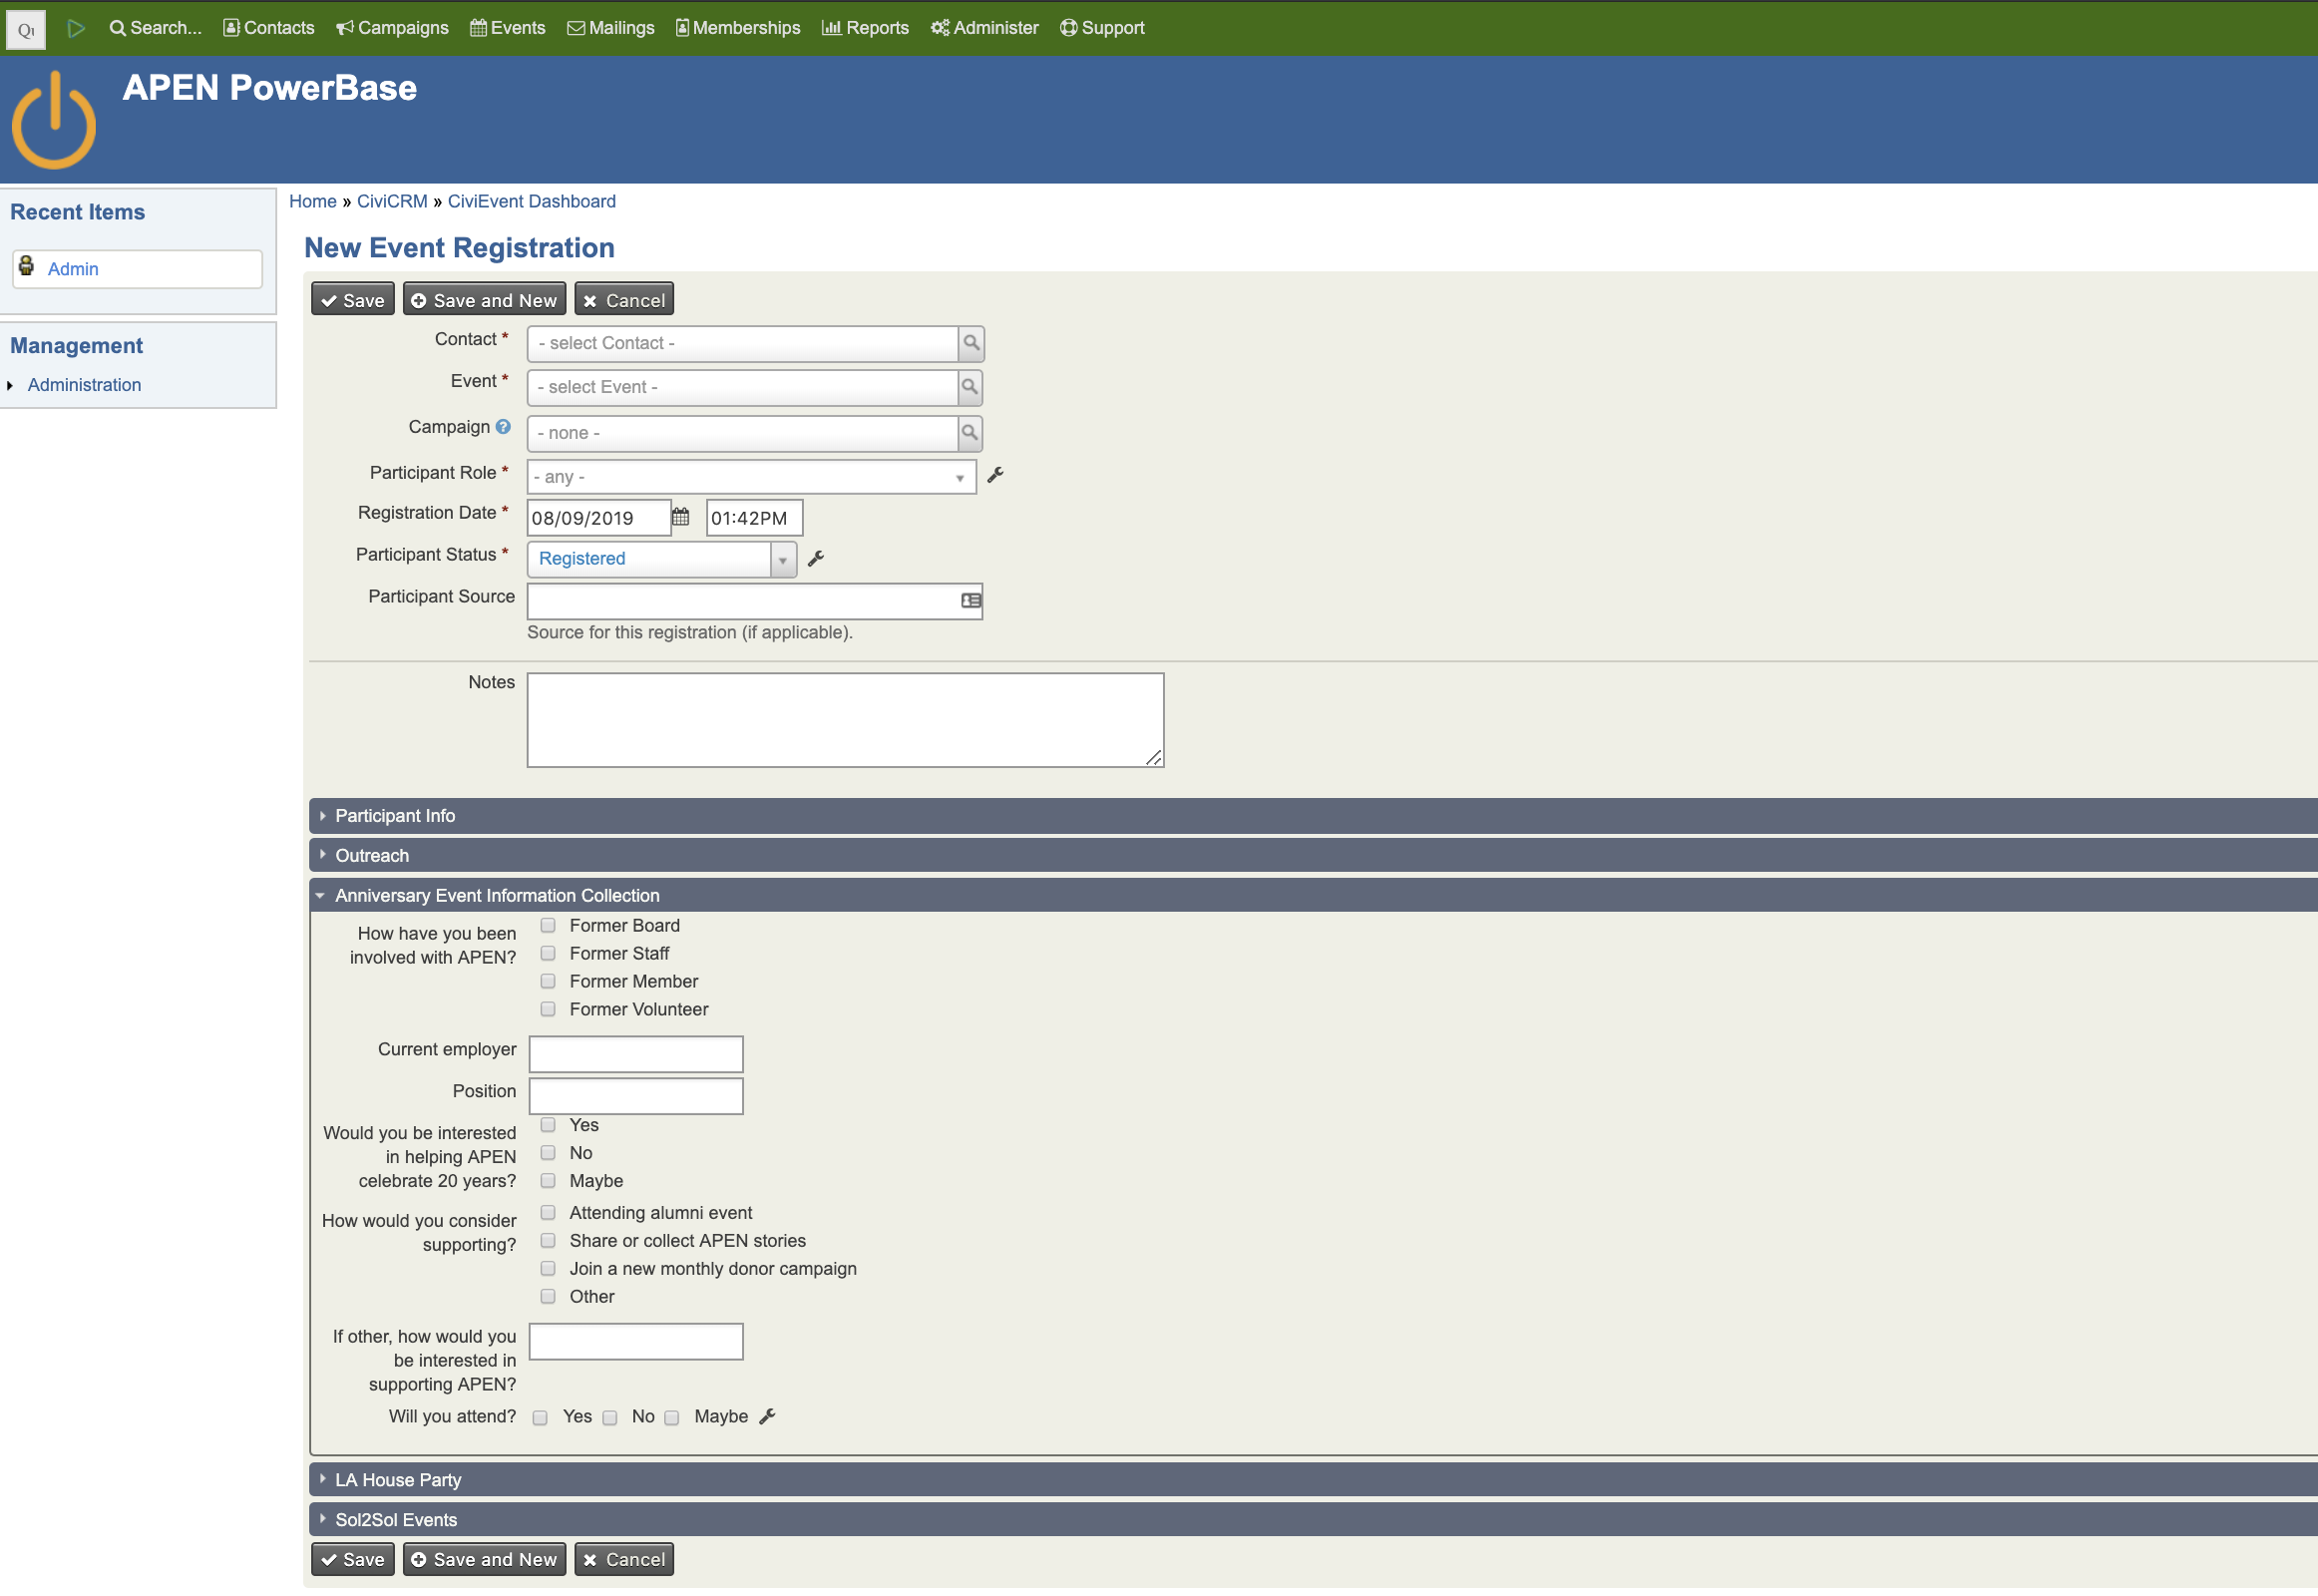 Search... Contacts Campaigns Events Mailings Memberships Reports Administer Support
APEN PowerBase
Recent Items
Admin
Management
Administration
Home » CiviCRM » CiviEvent Dashboard
New Event Registration
Save Save and New Cancel
Contact * - select Contact -
Event * - select Event -
Campaign ? - none -
Participant Role * - any -
Registration Date * 08/09/2019 01:42PM
Participant Status * Registered
Participant Source
Source for this registration (if applicable).
Notes
Participant Info
Outreach
Anniversary Event Information Collection
How have you been
involved with APEN?
Former Board
Former Staff
Former Member
Former Volunteer
Current employer
Position
Would you be interested
in helping APEN
celebrate 20 years?
Yes
No
Maybe
How would you consider
supporting?
Attending alumni event
Share or collect APEN stories
Join a new monthly donor campaign
Other
If other, how would you
be interested in
supporting APEN?
Will you attend? Yes No Maybe
LA House Party
Sol2Sol Events
Save Save and New Cancel